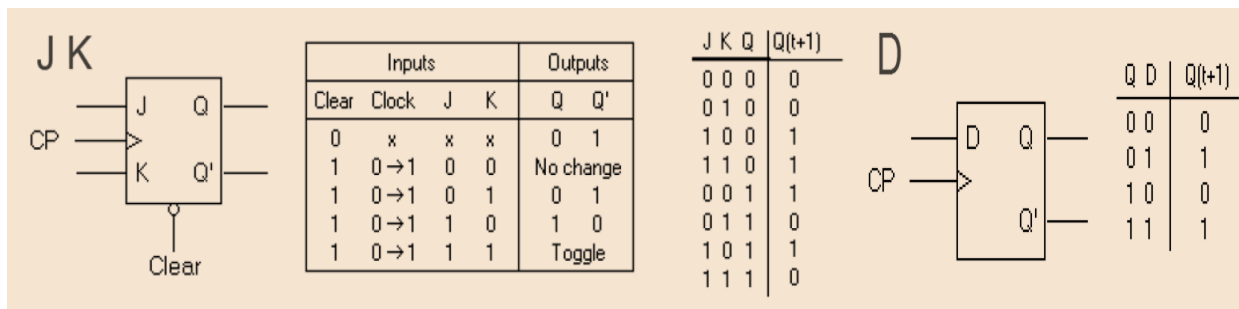 J K
J Q
CP
K Q'
Clear
Inputs Outputs
Clear Clock J K Q Q'
0 x x x 0 1
1 0→1 0 0 No change
1 0→1 0 1 0 1
1 0→1 1 0 1 0
1 0→1 1 1 Toggle
J K Q Q(t+1)
0 0 0 0
0 1 0 0
1 0 0 1
1 1 0 1
0 0 1 1
0 1 1 0
1 0 1 1
1 1 1 0
D
D Q
CP
Q'
Q D Q(t+1)
0 0 0
0 1 1
1 0 0
1 1 1